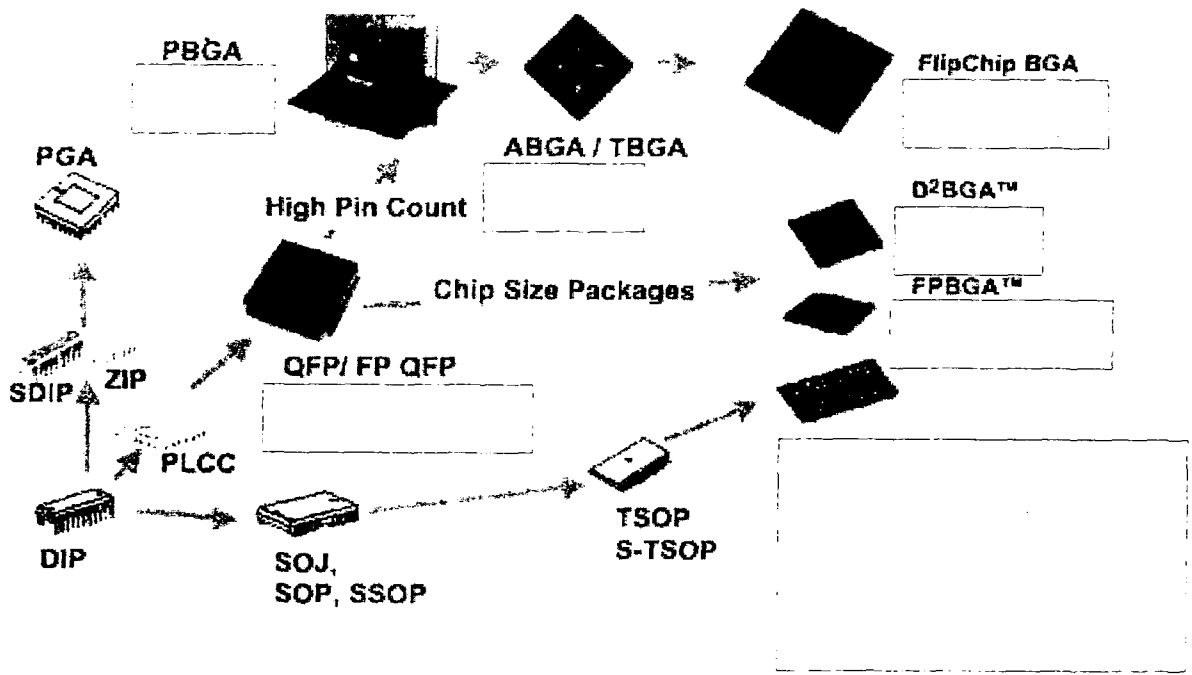 PBGA
FlipChip BGA
ABGA / TBGA
PGA
High Pin Count
D²BGA™
Chip Size Packages
FPBGA™
QFP/ FP QFP
SDIP
ZIP
PLCC
DIP
SOJ,
SOP, SSOP
TSOP
S-TSOP